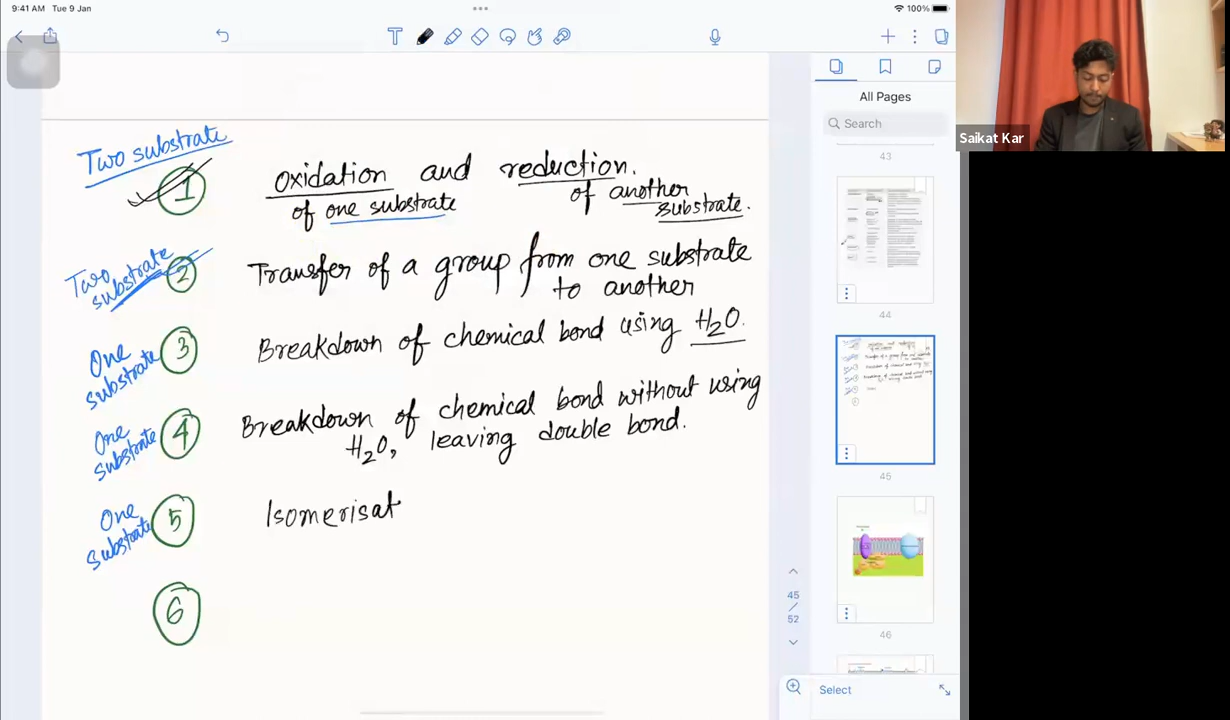 9:41 AM Tue 9 Jan
100%
All Pages
Search
Saikat Kar
43
Two substrate
1 oxidation and reduction.
of one substrate of another
substrate.
Two
substrate
2 Transfer of a group from one substrate
to another
One
substrate
3 Breakdown of chemical bond using H2O.
One
substrate
4 Breakdown of chemical bond without using
H2O, leaving double bond.
One
substrate
5 Isomerisat
6
44
45
46
45
/
52
Select